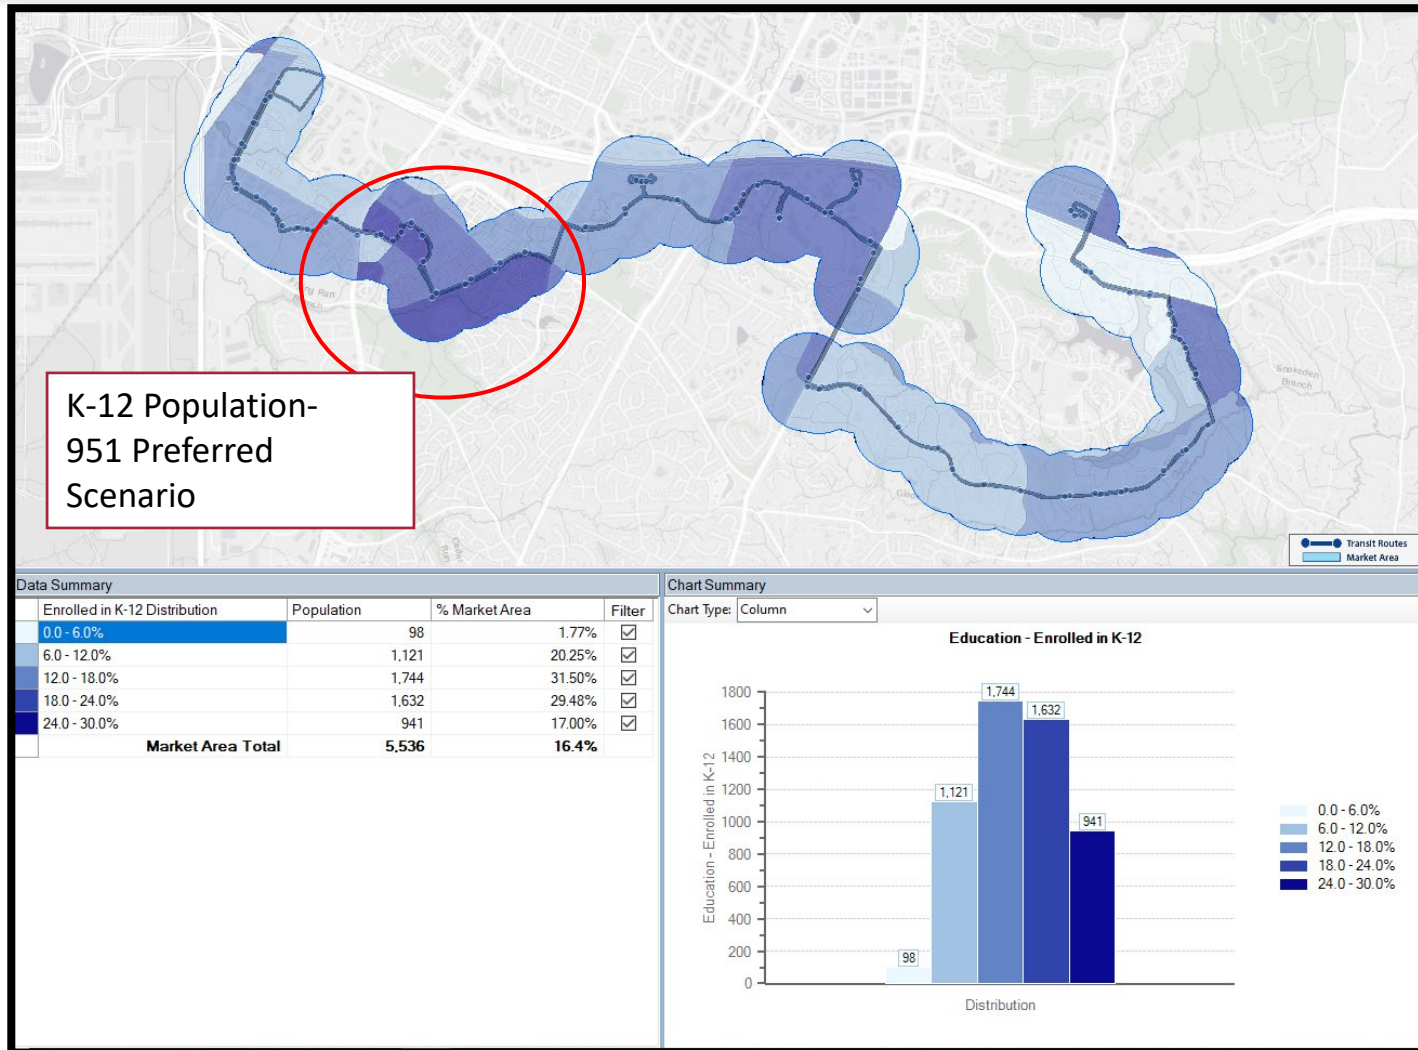 Flying Pan
Branch
Snakeden
Branch
K-12 Population-
951 Preferred
Scenario
Transit Routes
Market Area
Data Summary
Enrolled in K-12 Distribution Population % Market Area Filter
0.0 - 6.0% 98 1.77%
6.0 - 12.0% 1,121 20.25%
12.0 - 18.0% 1,744 31.50%
18.0 - 24.0% 1,632 29.48%
24.0 - 30.0% 941 17.00%
Market Area Total 5,536 16.4%
Chart Summary
Chart Type: Column
Education - Enrolled in K-12
Education - Enrolled in K-12
1800
1600
1400
1200
1000
800
600
400
200
0
98
1,121
1,744
1,632
941
Distribution
0.0 - 6.0%
6.0 - 12.0%
12.0 - 18.0%
18.0 - 24.0%
24.0 - 30.0%